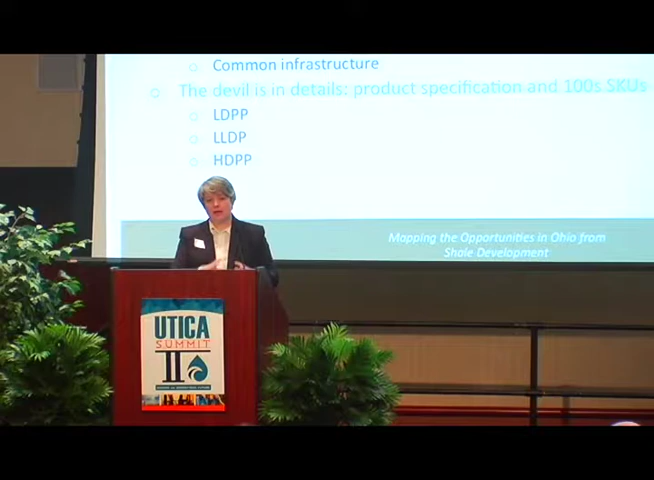 Common infrastructure
The devil is in details: product specification and 100s SKUs
LDPP
LLDP
HDPP
Mapping the Opportunities in Ohio from
Shale Development
UTICA
SUMMIT
II